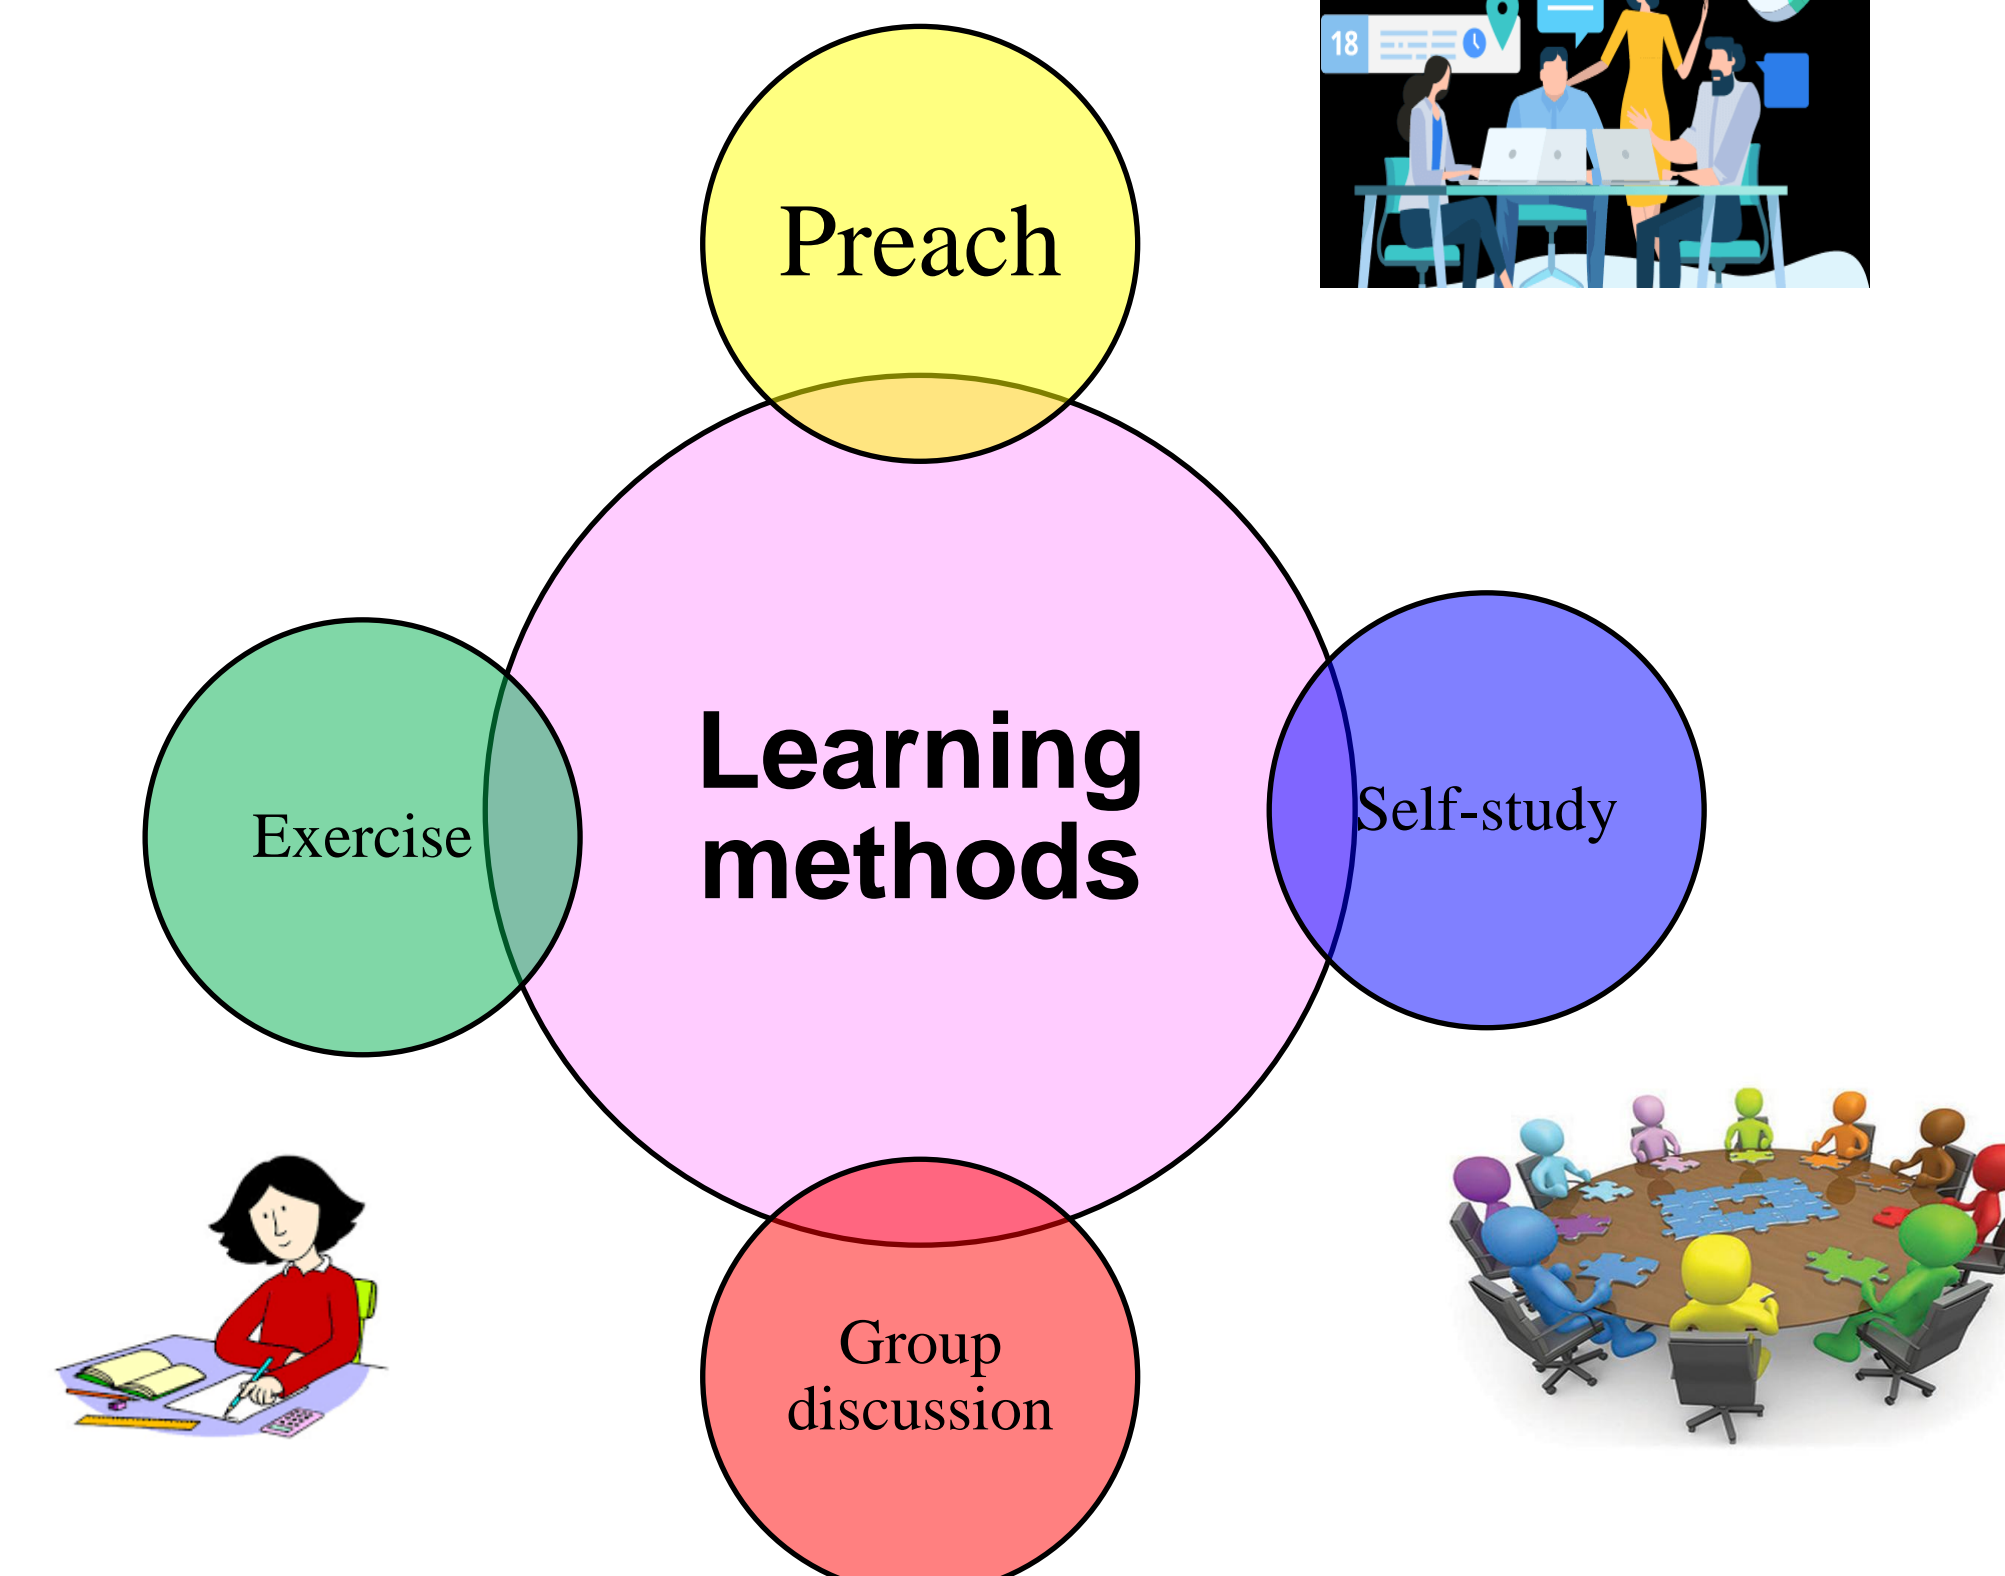 18
Preach
Learning
methods
Exercise
Self-study
Group
discussion